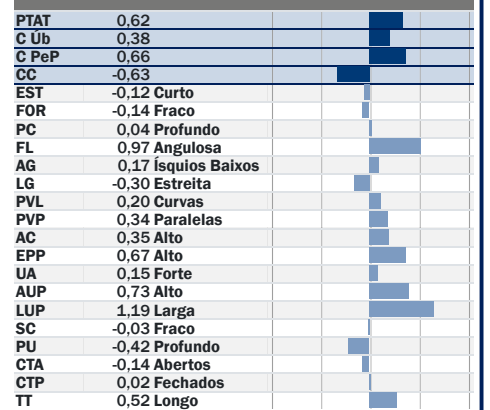 PTAT 0,62
C Úb 0,38
C PeP 0,66
CC -0,63
EST -0,12 Curto
FOR -0,14 Fraco
PC 0,04 Profundo
FL 0,97 Angulosa
AG 0,17 Ísquios Baixos
LG -0,30 Estreita
PVL 0,20 Curvas
PVP 0,34 Paralelas
AC 0,35 Alto
EPP 0,67 Alto
UA 0,15 Forte
AUP 0,73 Alto
LUP 1,19 Larga
SC -0,03 Fraco
PU -0,42 Profundo
CTA -0,14 Abertos
CTP 0,02 Fechados
TT 0,52 Longo